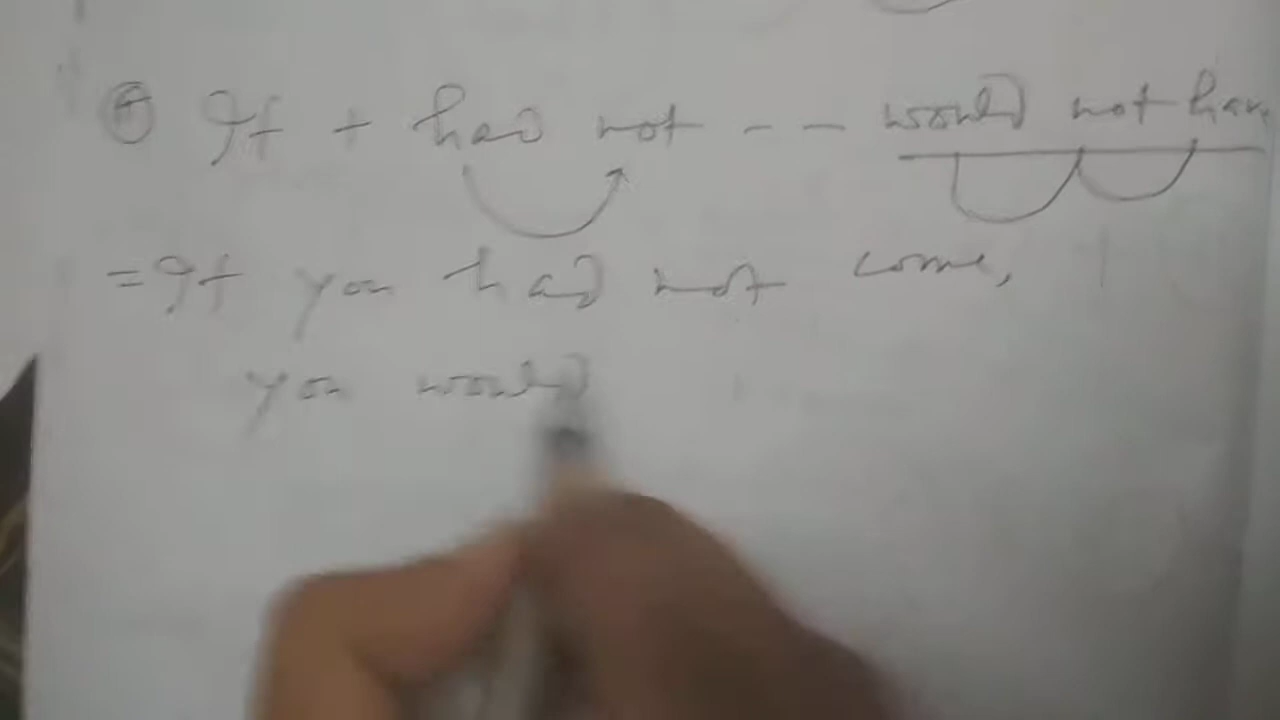 If + had not -- would not have
= If you had not come,
you would